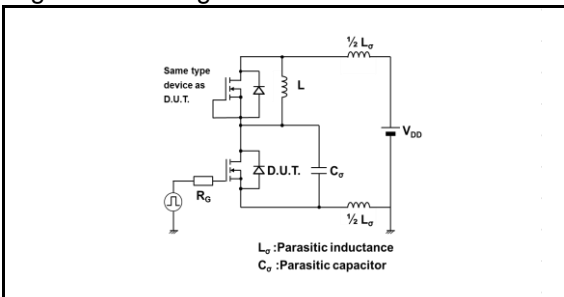 ½ Lσ
Same type
device as
D.U.T.
L
VDD
D.U.T.
Cσ
RG
½ Lσ
Lσ :Parasitic inductance
Cσ :Parasitic capacitor